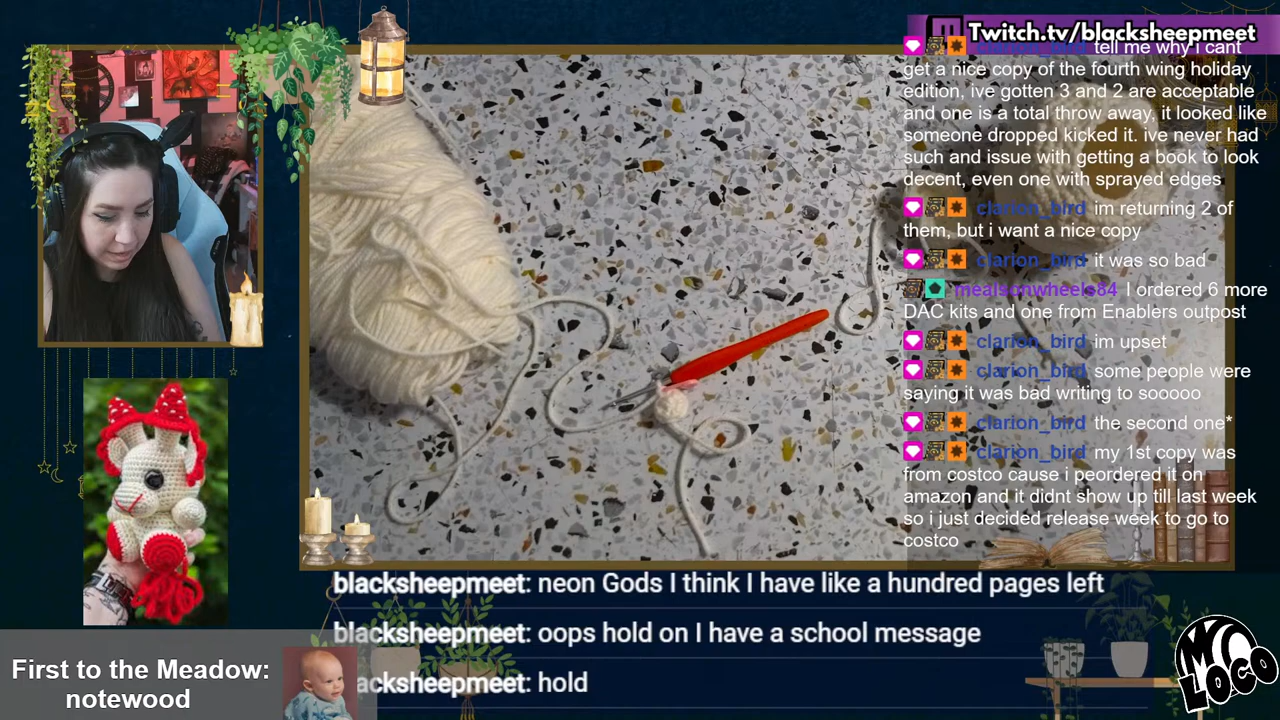 Twitch.tv/blacksheepmeet
clarion_bird tell me why i cant
get a nice copy of the fourth wing holiday
edition, ive gotten 3 and 2 are acceptable
and one is a total throw away, it looked like
someone dropped kicked it. ive never had
such and issue with getting a book to look
decent, even one with sprayed edges
clarion_bird im returning 2 of
them, but i want a nice copy
clarion_bird it was so bad
mealsonwheels84 I ordered 6 more
DAC kits and one from Enablers outpost
clarion_bird im upset
clarion_bird some people were
saying it was bad writing to sooooo
clarion_bird the second one*
clarion_bird my 1st copy was
from costco cause i peordered it on
amazon and it didnt show up till last week
so i just decided release week to go to
costco
blacksheepmeet: neon Gods I think I have like a hundred pages left
blacksheepmeet: oops hold on I have a school message
acksheepmeet: hold
First to the Meadow:
notewood
MC
LOCO